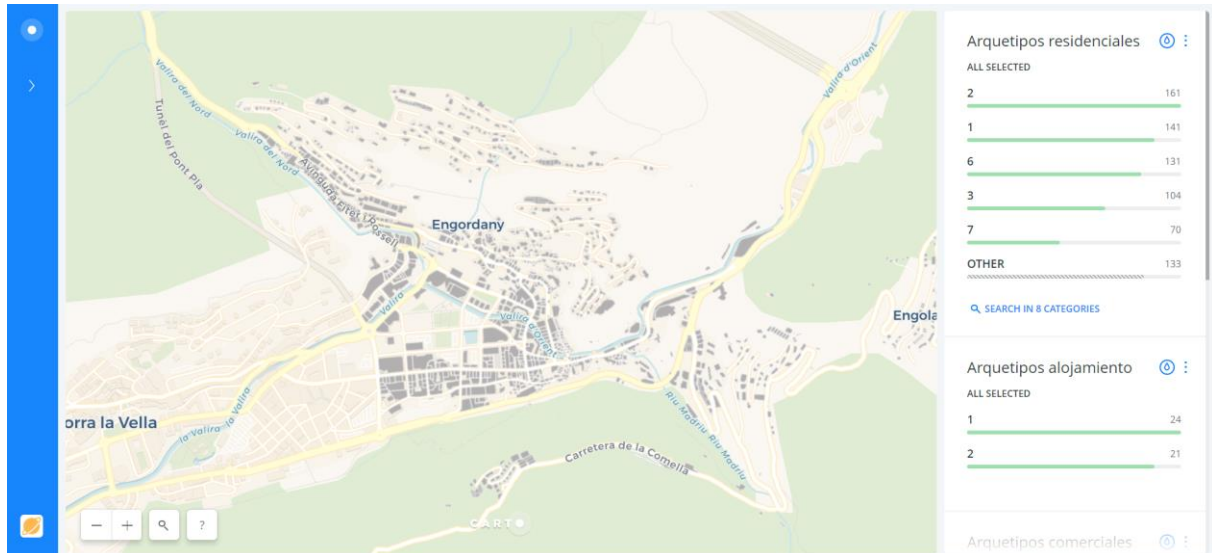 Valira del Nord
Tunel del Pont Pla
Valira del Nord
Avinguda Fiter i Rossell
Valira d'Orient
Engordany
Valira
Valira d'Orient
Engola
orra la Vella
la Valira
la Valira
Riu Madriu
Riu Madriu
Carretera de la Comella
CARTO
− + ?
Arquetipos residenciales
ALL SELECTED
2 161
1 141
6 131
3 104
7 70
OTHER 133
SEARCH IN 8 CATEGORIES
Arquetipos alojamiento
ALL SELECTED
1 24
2 21
Arquetipos comerciales